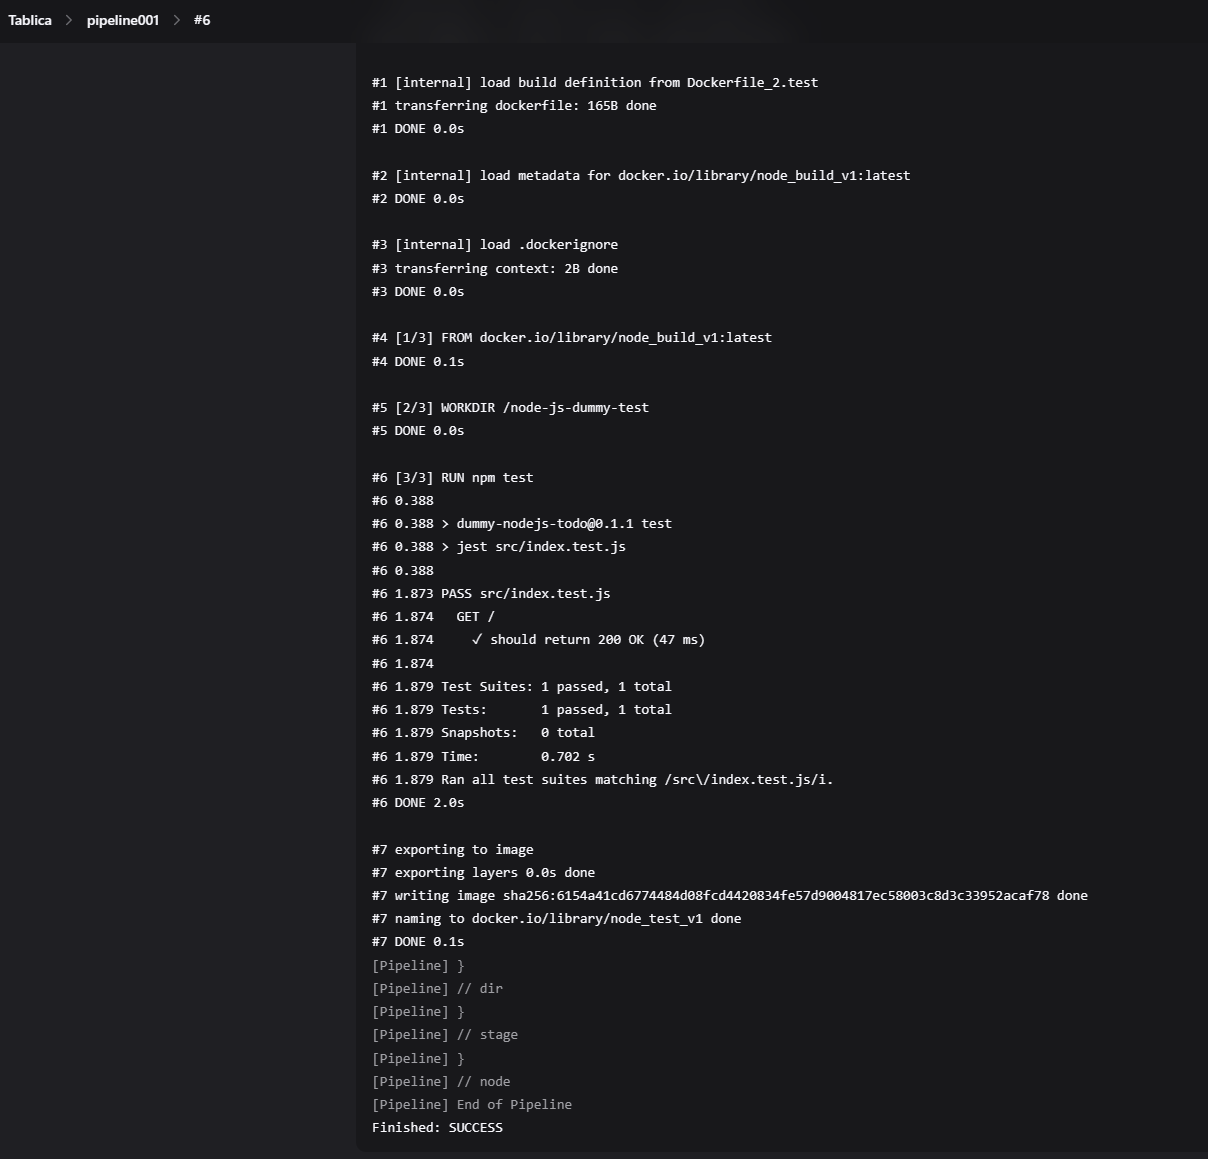 Tablica > pipeline001 > #6
#1 [internal] load build definition from Dockerfile_2.test
#1 transferring dockerfile: 165B done
#1 DONE 0.0s
#2 [internal] load metadata for docker.io/library/node_build_v1:latest
#2 DONE 0.0s
#3 [internal] load .dockerignore
#3 transferring context: 2B done
#3 DONE 0.0s
#4 [1/3] FROM docker.io/library/node_build_v1:latest
#4 DONE 0.1s
#5 [2/3] WORKDIR /node-js-dummy-test
#5 DONE 0.0s
#6 [3/3] RUN npm test
#6 0.388
#6 0.388 > dummy-nodejs-todo@0.1.1 test
#6 0.388 > jest src/index.test.js
#6 0.388
#6 1.873 PASS src/index.test.js
#6 1.874   GET /
#6 1.874     ✓ should return 200 OK (47 ms)
#6 1.874
#6 1.879 Test Suites: 1 passed, 1 total
#6 1.879 Tests:       1 passed, 1 total
#6 1.879 Snapshots:   0 total
#6 1.879 Time:        0.702 s
#6 1.879 Ran all test suites matching /src\/index.test.js/i.
#6 DONE 2.0s
#7 exporting to image
#7 exporting layers 0.0s done
#7 writing image sha256:6154a41cd6774484d08fcd4420834fe57d9004817ec58003c8d3c33952acaf78 done
#7 naming to docker.io/library/node_test_v1 done
#7 DONE 0.1s
[Pipeline] }
[Pipeline] // dir
[Pipeline] }
[Pipeline] // stage
[Pipeline] }
[Pipeline] // node
[Pipeline] End of Pipeline
Finished: SUCCESS